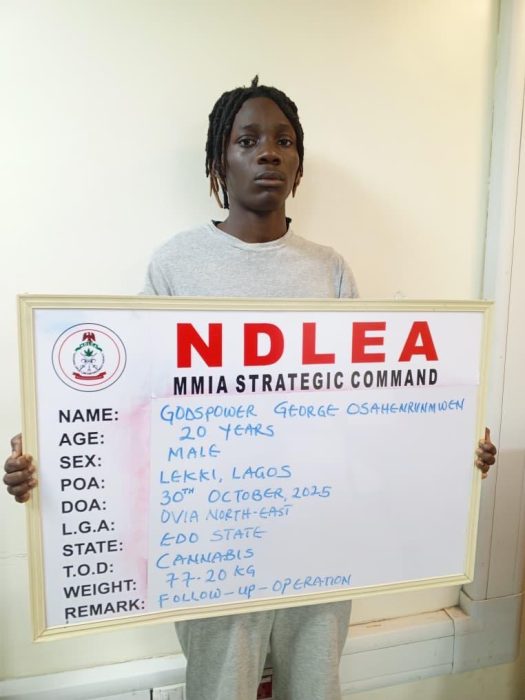 NDLEA
MMIA STRATEGIC COMMAND
NAME: GODSPOWER GEORGE OSAHENRUNMWEN
AGE: 20 YEARS
SEX: MALE
POA: LEKKI, LAGOS
DOA: 30TH OCTOBER, 2025
L.G.A: OVIA NORTH-EAST
STATE: EDO STATE
T.O.D: CANNABIS
WEIGHT: 77-20 KG
REMARK: FOLLOW-UP-OPERATION